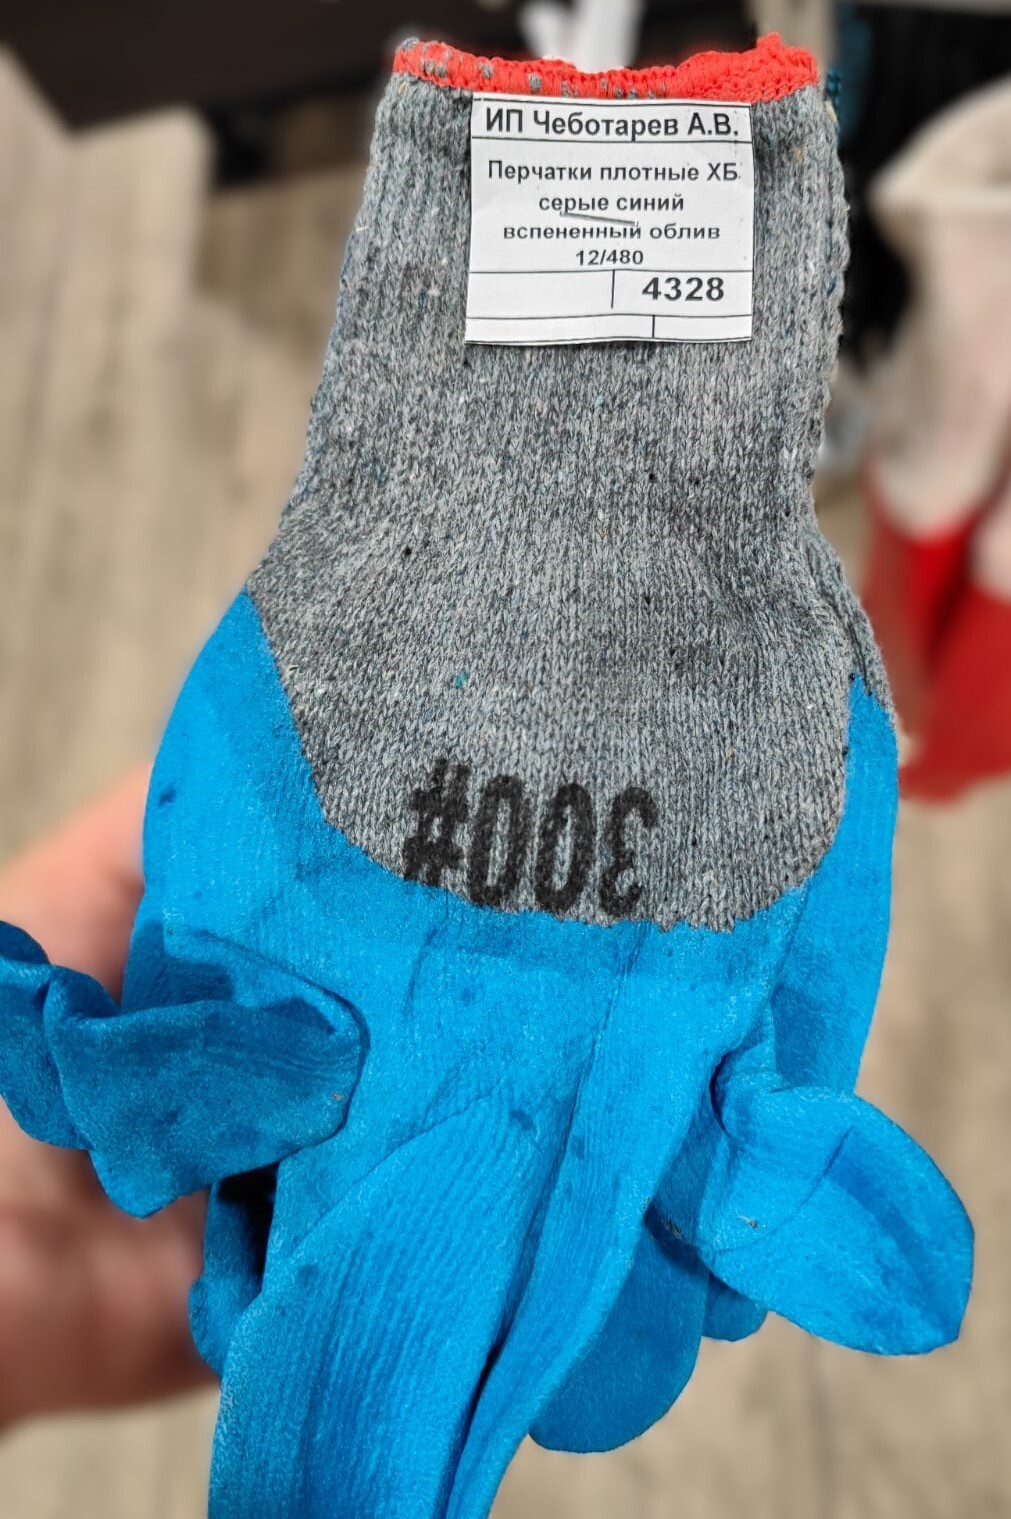 ИП Чеботарев А.В.
Перчатки плотные ХБ
серые синий
вспененный облив
12/480
4328
300#